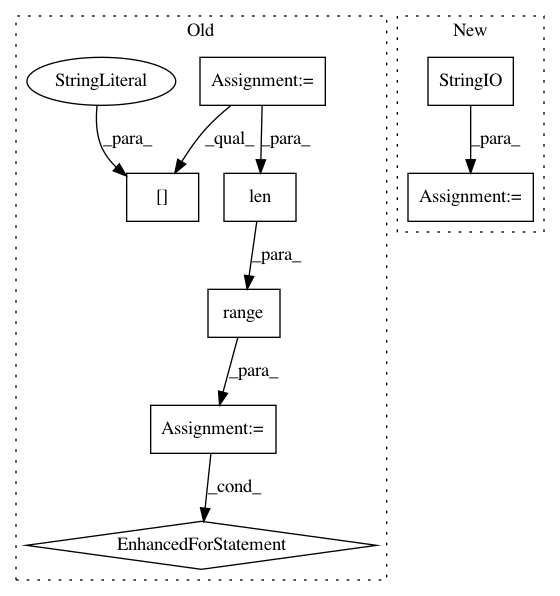 Old
New
StringLiteral
Assignment:=
StringIO
_para_
_qual_
_para_
_para_
[]
len
Assignment:=
_para_
range
_para_
Assignment:=
_cond_
EnhancedForStatement